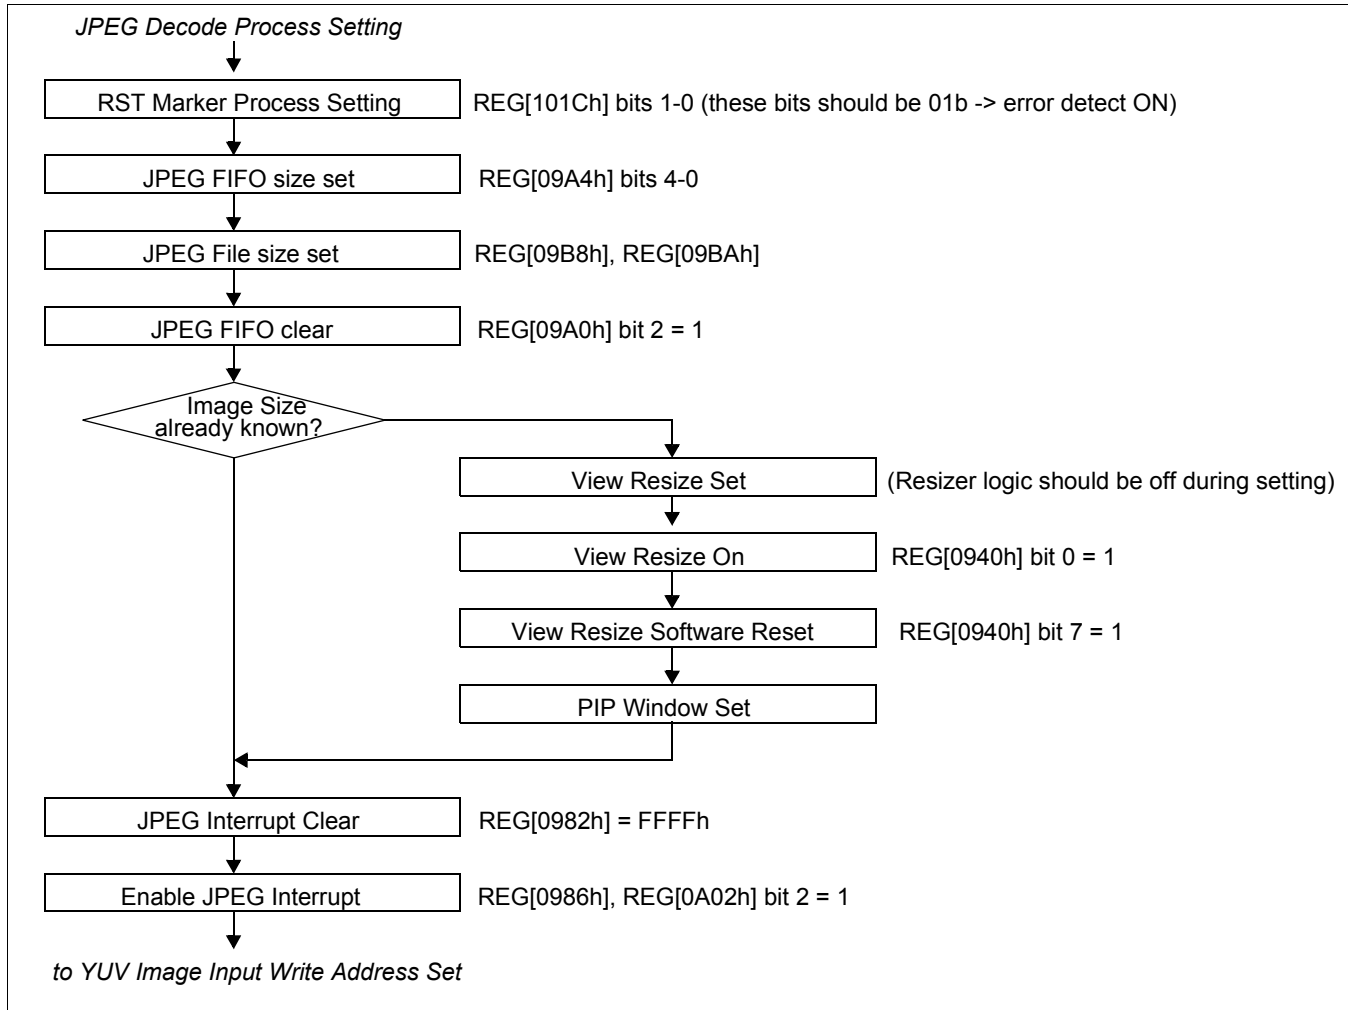 JPEG Decode Process Setting
RST Marker Process Setting REG[101Ch] bits 1-0 (these bits should be 01b -> error detect ON)
JPEG FIFO size set REG[09A4h] bits 4-0
JPEG File size set REG[09B8h], REG[09BAh]
JPEG FIFO clear REG[09A0h] bit 2 = 1
Image Size
already known?
View Resize Set (Resizer logic should be off during setting)
View Resize On REG[0940h] bit 0 = 1
View Resize Software Reset REG[0940h] bit 7 = 1
PIP Window Set
JPEG Interrupt Clear REG[0982h] = FFFFh
Enable JPEG Interrupt REG[0986h], REG[0A02h] bit 2 = 1
to YUV Image Input Write Address Set